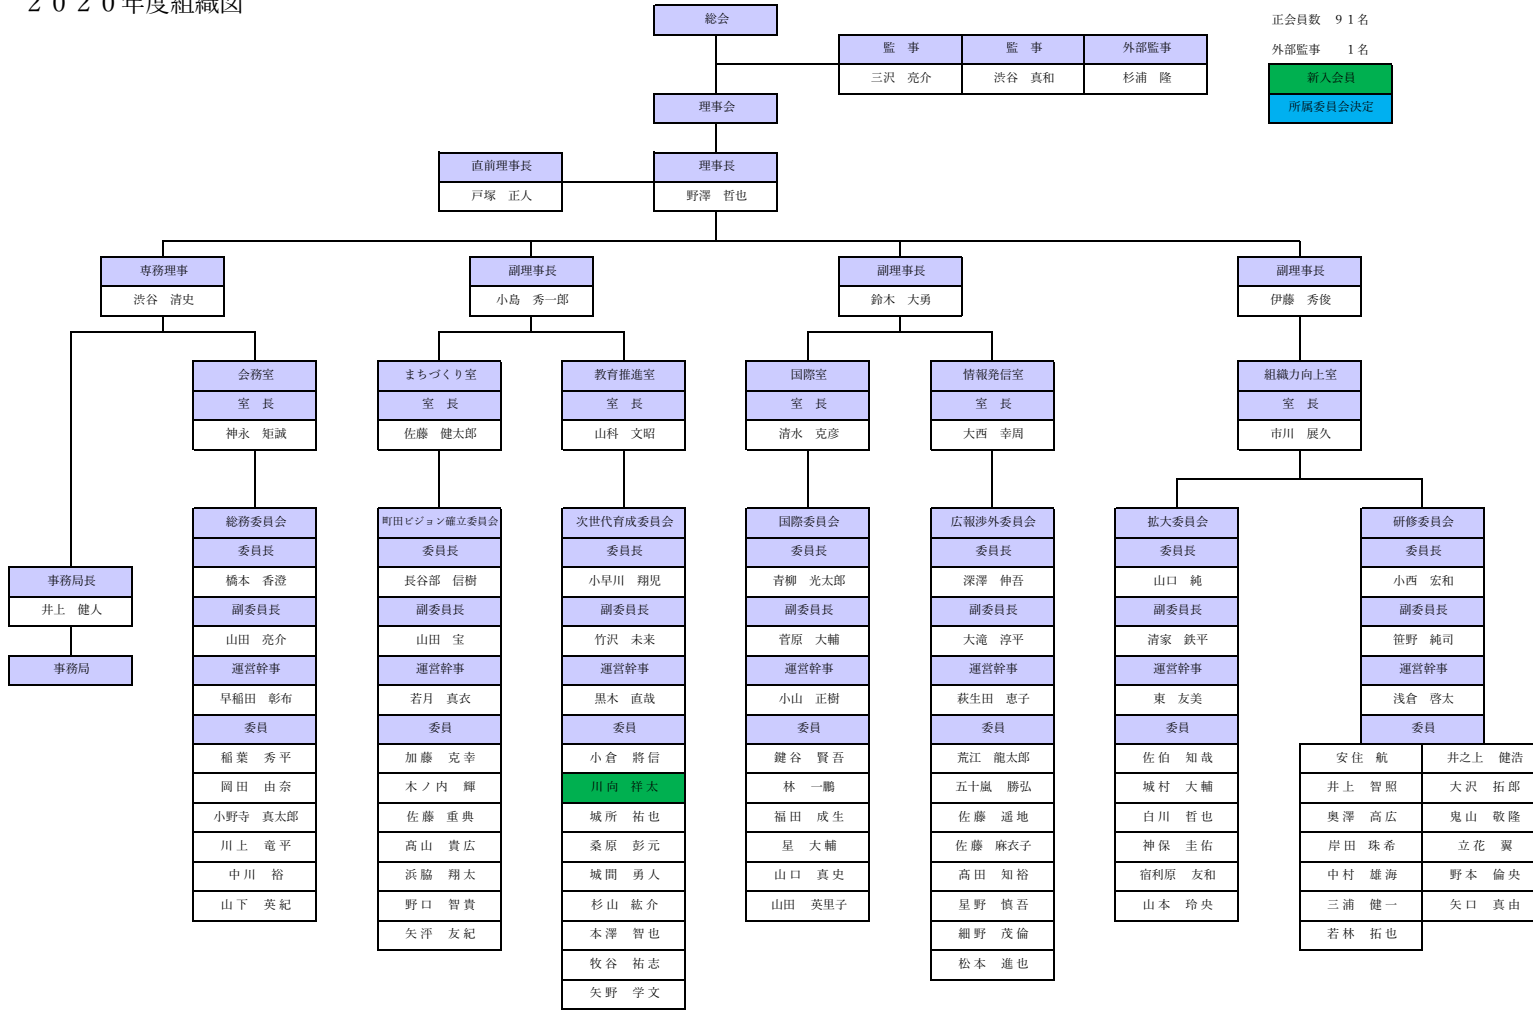 ２０２０年度組織図
総会
正会員数　９１名
監　事　監　事　外部監事
外部監事　１名
三沢　亮介　渋谷　真和　杉浦　隆
新入会員
理事会
所属委員会決定
直前理事長　理事長
戸塚　正人　野澤　哲也
専務理事　副理事長　副理事長　副理事長
渋谷　清史　小島　秀一郎　鈴木　大勇　伊藤　秀俊
会務室　まちづくり室　教育推進室　国際室　情報発信室　組織力向上室
室　長　室　長　室　長　室　長　室　長　室　長
神永　矩誠　佐藤　健太郎　山科　文昭　清水　克彦　大西　幸周　市川　展久
事務局長
井上　健人
事務局
総務委員会
委員長
橋本　香澄
副委員長
山田　亮介
運営幹事
早稲田　彰布
委員
稲葉　秀平
岡田　由奈
小野寺　真太郎
川上　竜平
中川　裕
山下　英紀
町田ビジョン確立委員会
委員長
長谷部　信樹
副委員長
山田　宝
運営幹事
若月　真衣
委員
加藤　克幸
木ノ内　輝
佐藤　重典
髙山　貴広
浜脇　翔太
野口　智貴
矢泙　友紀
次世代育成委員会
委員長
小早川　翔児
副委員長
竹沢　未来
運営幹事
黒木　直哉
委員
小倉　將信
川向　祥太
城所　祐也
桑原　彭元
城間　勇人
杉山　紘介
本澤　智也
牧谷　祐志
矢野　学文
国際委員会
委員長
青柳　光太郎
副委員長
菅原　大輔
運営幹事
小山　正樹
委員
鍵谷　賢吾
林　一鵬
福田　成生
星　大輔
山口　真史
山田　英里子
広報渉外委員会
委員長
深澤　伸吾
副委員長
大滝　淳平
運営幹事
萩生田　恵子
委員
荒江　龍太郎
五十嵐　勝弘
佐藤　遥地
佐藤　麻衣子
髙田　知裕
星野　慎吾
細野　茂倫
松本　進也
拡大委員会
委員長
山口　純
副委員長
清家　鉄平
運営幹事
東　友美
委員
佐伯　知哉
城村　大輔
白川　哲也
神保　圭佑
宿利原　友和
山本　玲央
研修委員会
委員長
小西　宏和
副委員長
笹野　純司
運営幹事
浅倉　啓太
委員
安住　航　井之上　健浩
井上　智照　大沢　拓郎
奥澤　高広　鬼山　敬隆
岸田　珠希　立花　翼
中村　雄海　野本　倫央
三浦　健一　矢口　真由
若林　拓也